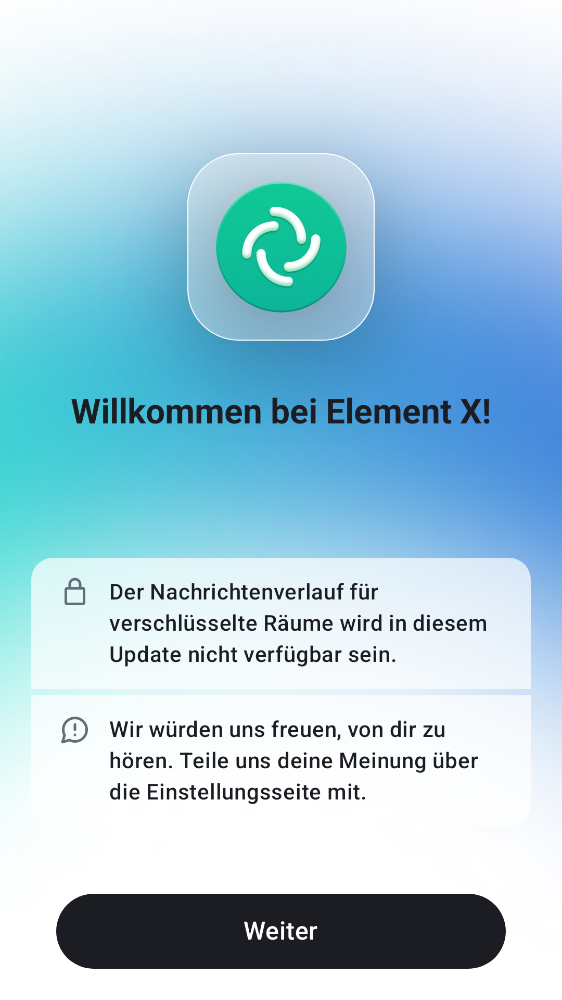 Willkommen bei Element X!
Der Nachrichtenverlauf für
verschlüsselte Räume wird in diesem
Update nicht verfügbar sein.
Wir würden uns freuen, von dir zu
hören. Teile uns deine Meinung über
die Einstellungsseite mit.
Weiter